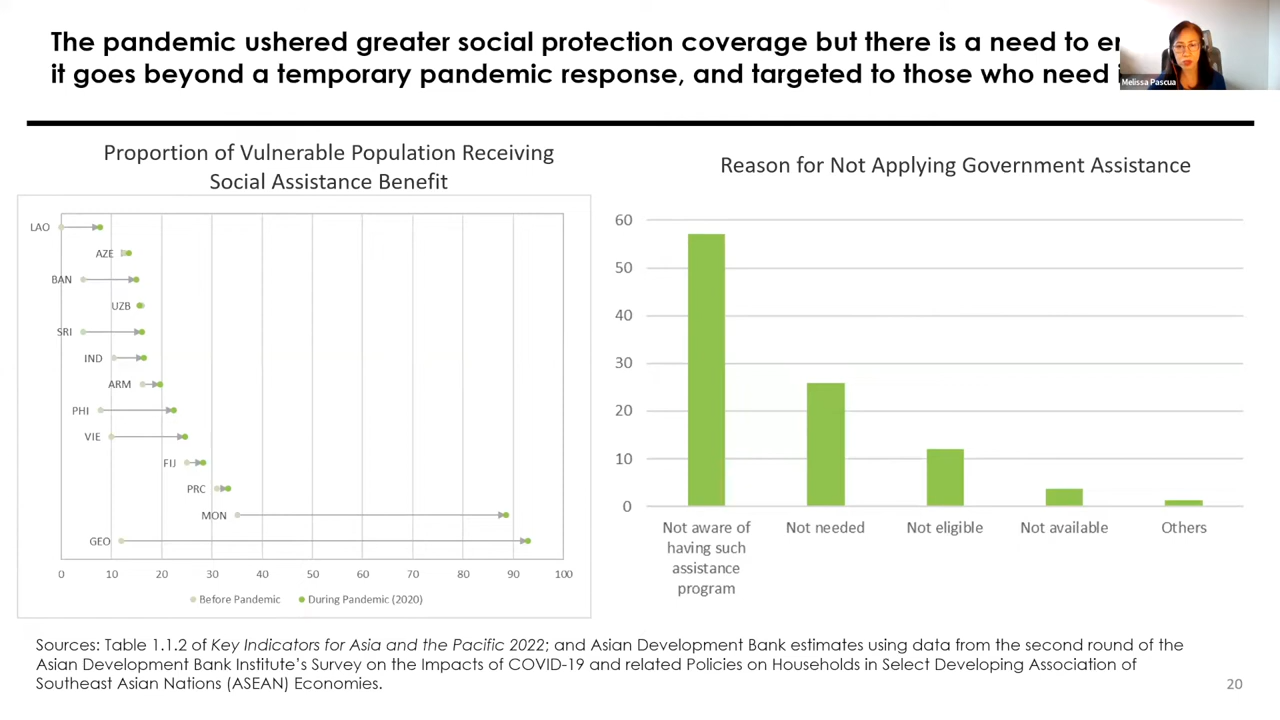 The pandemic ushered greater social protection coverage but there is a need to
it goes beyond a temporary pandemic response, and targeted to those who need
Melissa Pascua
Proportion of Vulnerable Population Receiving
Social Assistance Benefit
LAO
AZE
BAN
UZB
SRI
IND
ARM
PHI
VIE
FIJ
PRC
MON
GEO
0 10 20 30 40 50 60 70 80 90 100
Before Pandemic During Pandemic (2020)
Reason for Not Applying Government Assistance
60
50
40
30
20
10
0
Not aware of
having such
assistance
program
Not needed
Not eligible
Not available
Others
Sources: Table 1.1.2 of Key Indicators for Asia and the Pacific 2022; and Asian Development Bank estimates using data from the second round of the
Asian Development Bank Institute's Survey on the Impacts of COVID-19 and related Policies on Households in Select Developing Association of
Southeast Asian Nations (ASEAN) Economies.
20